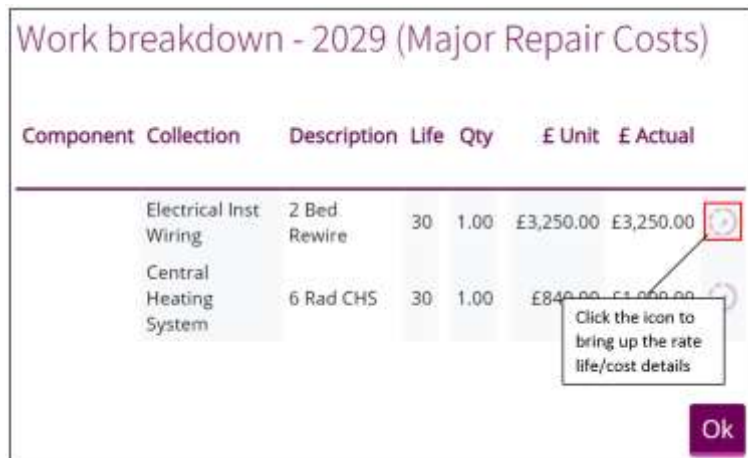 Work breakdown - 2029 (Major Repair Costs)
Component Collection Description Life Qty £ Unit £ Actual
Electrical Inst Wiring 2 Bed Rewire 30 1.00 £3,250.00 £3,250.00
Central Heating System 6 Rad CHS 30 1.00 £840.00
Click the icon to
bring up the rate
life/cost details
Ok